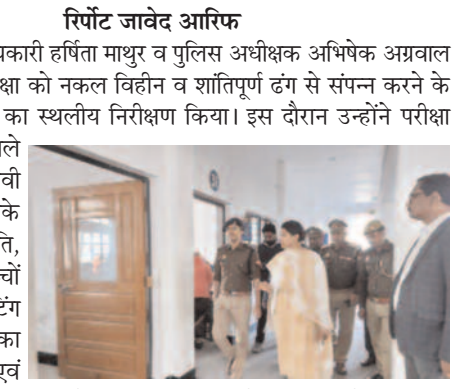 रिर्पोट जावेद आरिफ
कारी हर्षिता माथुर व पुलिस अधीक्षक अभिषेक अग्रवाल
क्षा को नकल विहीन व शांतिपूर्ण ढंग से संपन्न करने के
का स्थलीय निरीक्षण किया। इस दौरान उन्होंने परीक्षा
ले
वी
के
ति,
चों
टिंग
का
एवं